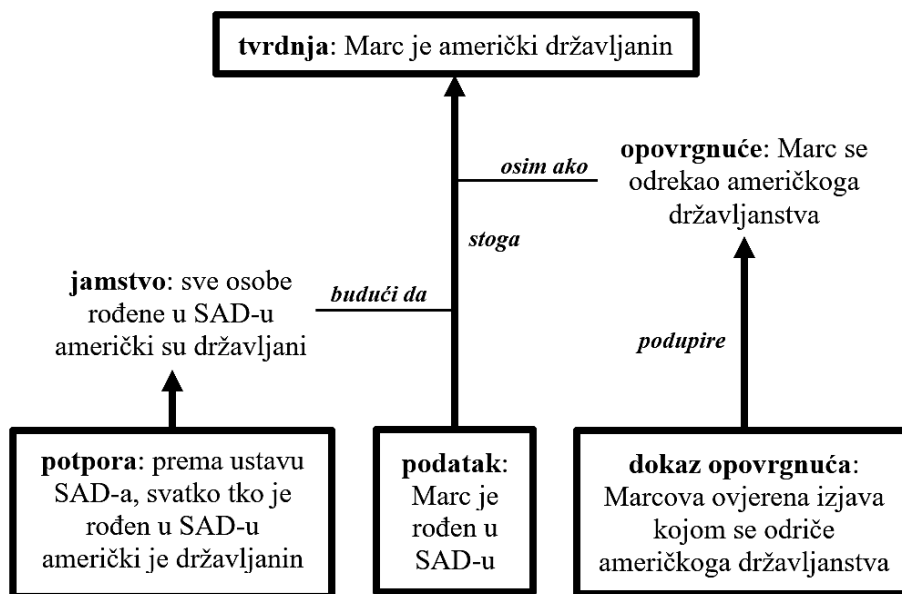 tvrdnja: Marc je američki državljanin
osim ako
opovrgnuće: Marc se
odrekao američkoga
državljanstva
stoga
jamstvo: sve osobe
rođene u SAD-u
američki su državljani
budući da
podupire
potpora: prema ustavu
SAD-a, svatko tko je
rođen u SAD-u
američki je državljanin
podatak:
Marc je
rođen u
SAD-u
dokaz opovrgnuća:
Marcova ovjerena izjava
kojom se odriče
američkoga državljanstva